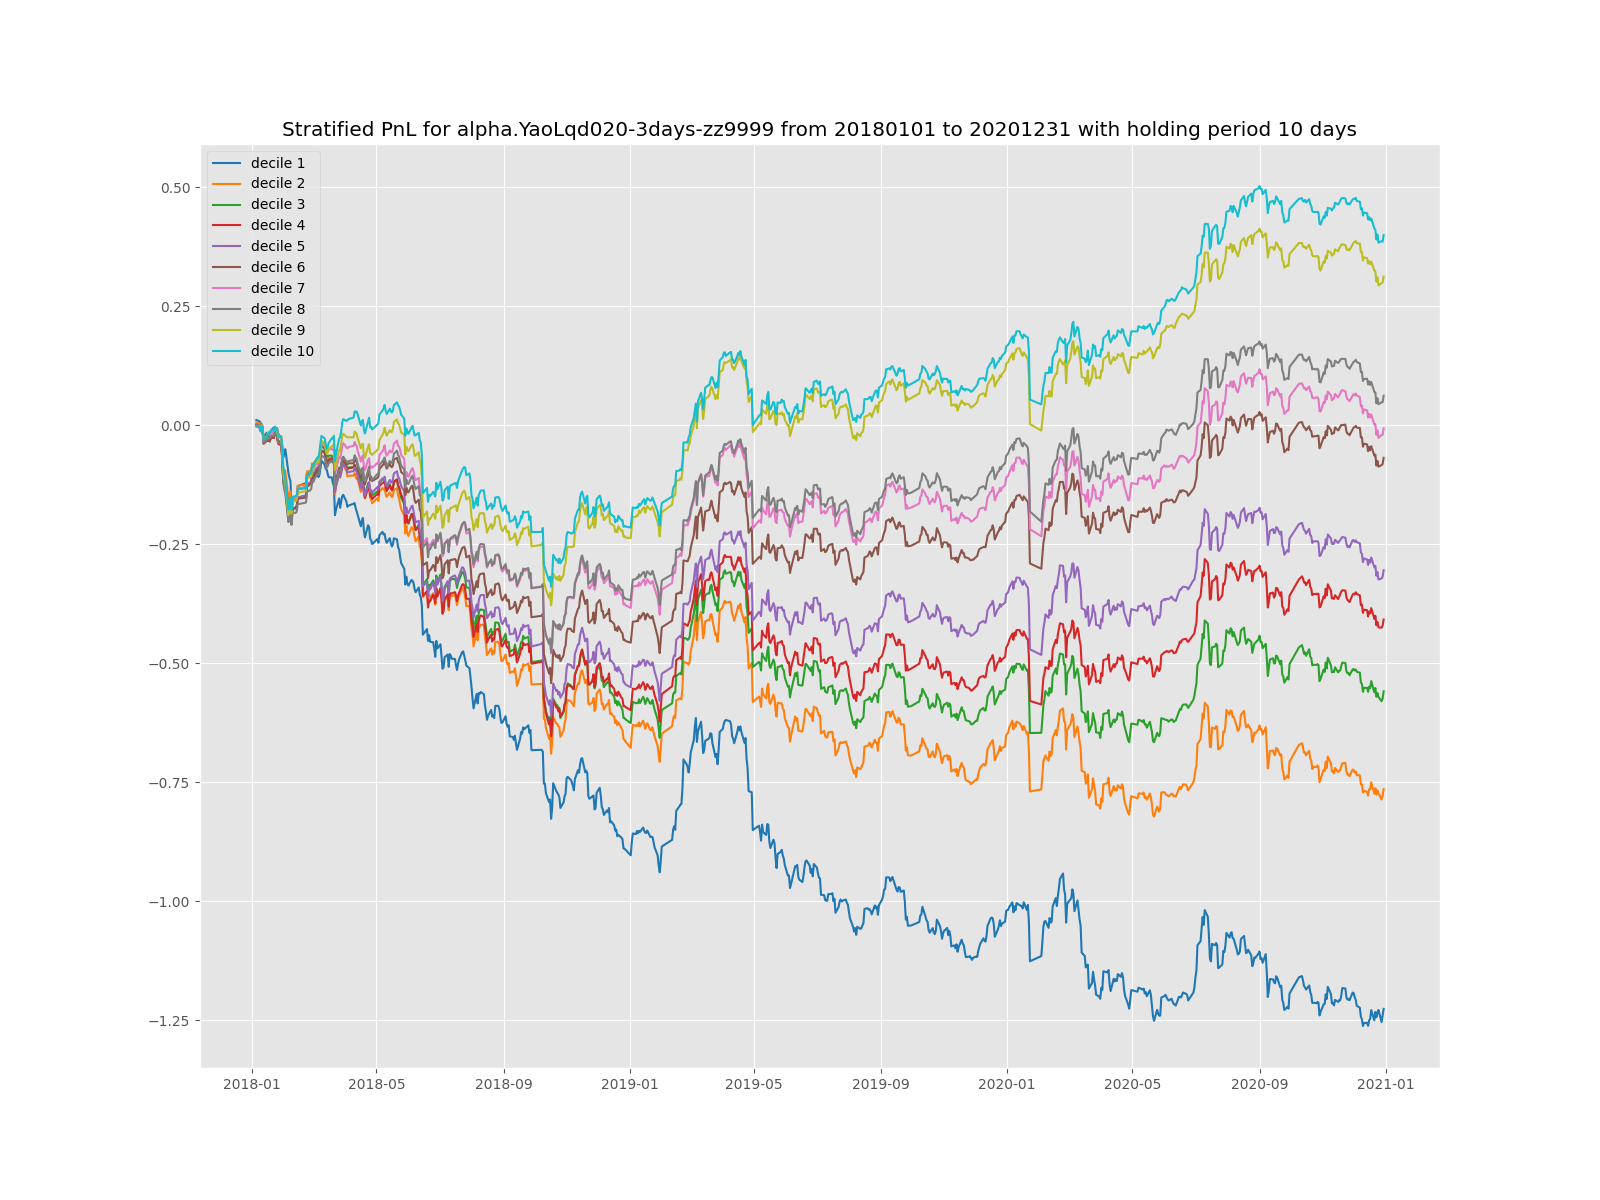 Stratified PnL for alpha.YaoLqd020-3days-zz9999 from 20180101 to 20201231 with holding period 10 days
decile 1
decile 2
decile 3
decile 4
decile 5
decile 6
decile 7
decile 8
decile 9
decile 10
0.50
0.25
0.00
−0.25
−0.50
−0.75
−1.00
−1.25
2018-01 2018-05 2018-09 2019-01 2019-05 2019-09 2020-01 2020-05 2020-09 2021-01